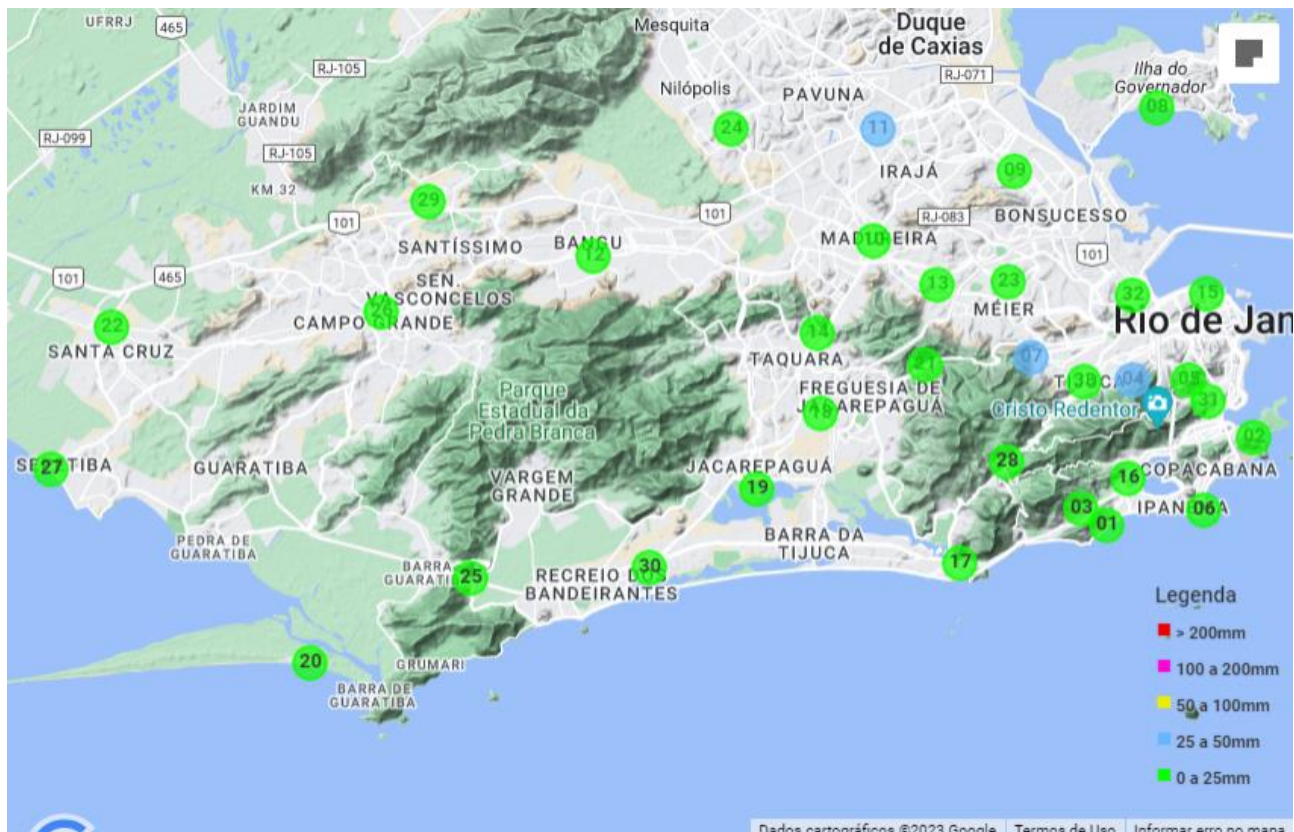 UFRRJ
465
Mesquita
Duque
de Caxias
RJ-105
RJ-071
Ilha do
Governador
Nilópolis
PAVUNA
08
JARDIM
GUANDU
24
11
RJ-099
RJ-105
IRAJÁ
09
KM 32
29
101
101
RJ-083
BONSUCESSO
SANTÍSSIMO
BANGU
12
MADUREIRA
10
101
101
465
SEN.
VASCONCELOS
26
CAMPO GRANDE
13
23
MÉIER
32
15
22
SANTA CRUZ
14
Rio de Jan
TAQUARA
21
07
TIJUCA
04
05
31
Parque
Estadual da
Pedra Branca
FREGUESIA DE
JACAREPAGUÁ
18
Cristo Redentor
02
27
GUARATIBA
VARGEM
GRANDE
JACAREPAGUÁ
19
28
16
COPACABANA
03
01
06
PEDRA DE
GUARATIBA
BARRA DA
TIJUCA
17
BARRA
25
RECREIO DOS
BANDEIRANTES
30
20
GRUMARI
BARRA DE
GUARATIBA
Legenda
> 200mm
100 a 200mm
50 a 100mm
25 a 50mm
0 a 25mm
Dados cartográficos ©2023 Google
Termos de Uso
Informar erro no mapa